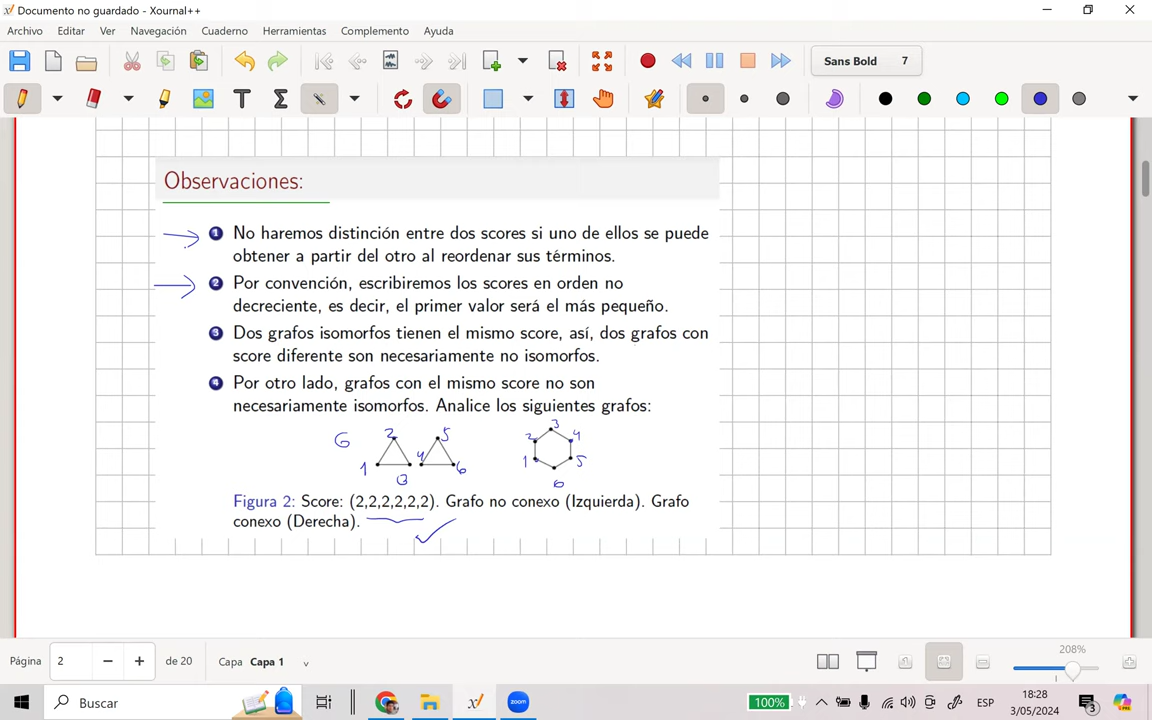 Documento no guardado - Xournal++
Archivo Editar Ver Navegación Cuaderno Herramientas Complemento Ayuda
Sans Bold 7
Observaciones:
1 No haremos distinción entre dos scores si uno de ellos se puede
obtener a partir del otro al reordenar sus términos.
2 Por convención, escribiremos los scores en orden no
decreciente, es decir, el primer valor será el más pequeño.
3 Dos grafos isomorfos tienen el mismo score, así, dos grafos con
score diferente son necesariamente no isomorfos.
4 Por otro lado, grafos con el mismo score no son
necesariamente isomorfos. Analice los siguientes grafos:
G 2 5 2 3 4
1 3 4 6 1 5 6
Figura 2: Score: (2,2,2,2,2,2). Grafo no conexo (Izquierda). Grafo
conexo (Derecha).
Página 2 de 20 Capa Capa 1 208%
Buscar zoom 100% ESP 18:28
3/05/2024 3